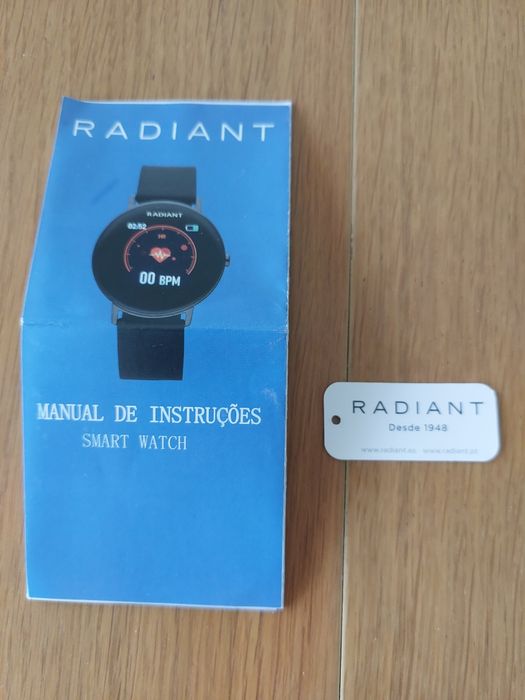 RADIANT
RADIANT
02:52
HR
00 BPM
MANUAL DE INSTRUÇÕES
SMART WATCH
RADIANT
Desde 1948
www.radiant.es www.radiant.pt